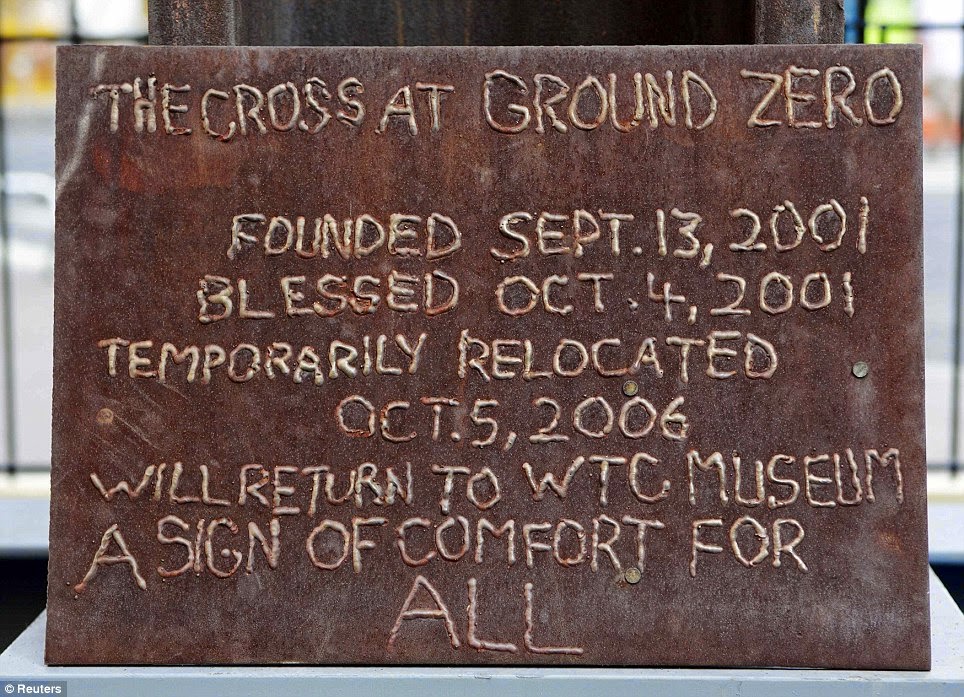 THE CROSS AT GROUND ZERO
FOUNDED SEPT. 13, 2001
BLESSED OCT. 4, 2001
TEMPORARILY RELOCATED
OCT. 5, 2006
WILL RETURN TO WTC MUSEUM
A SIGN OF COMFORT FOR
ALL
© Reuters